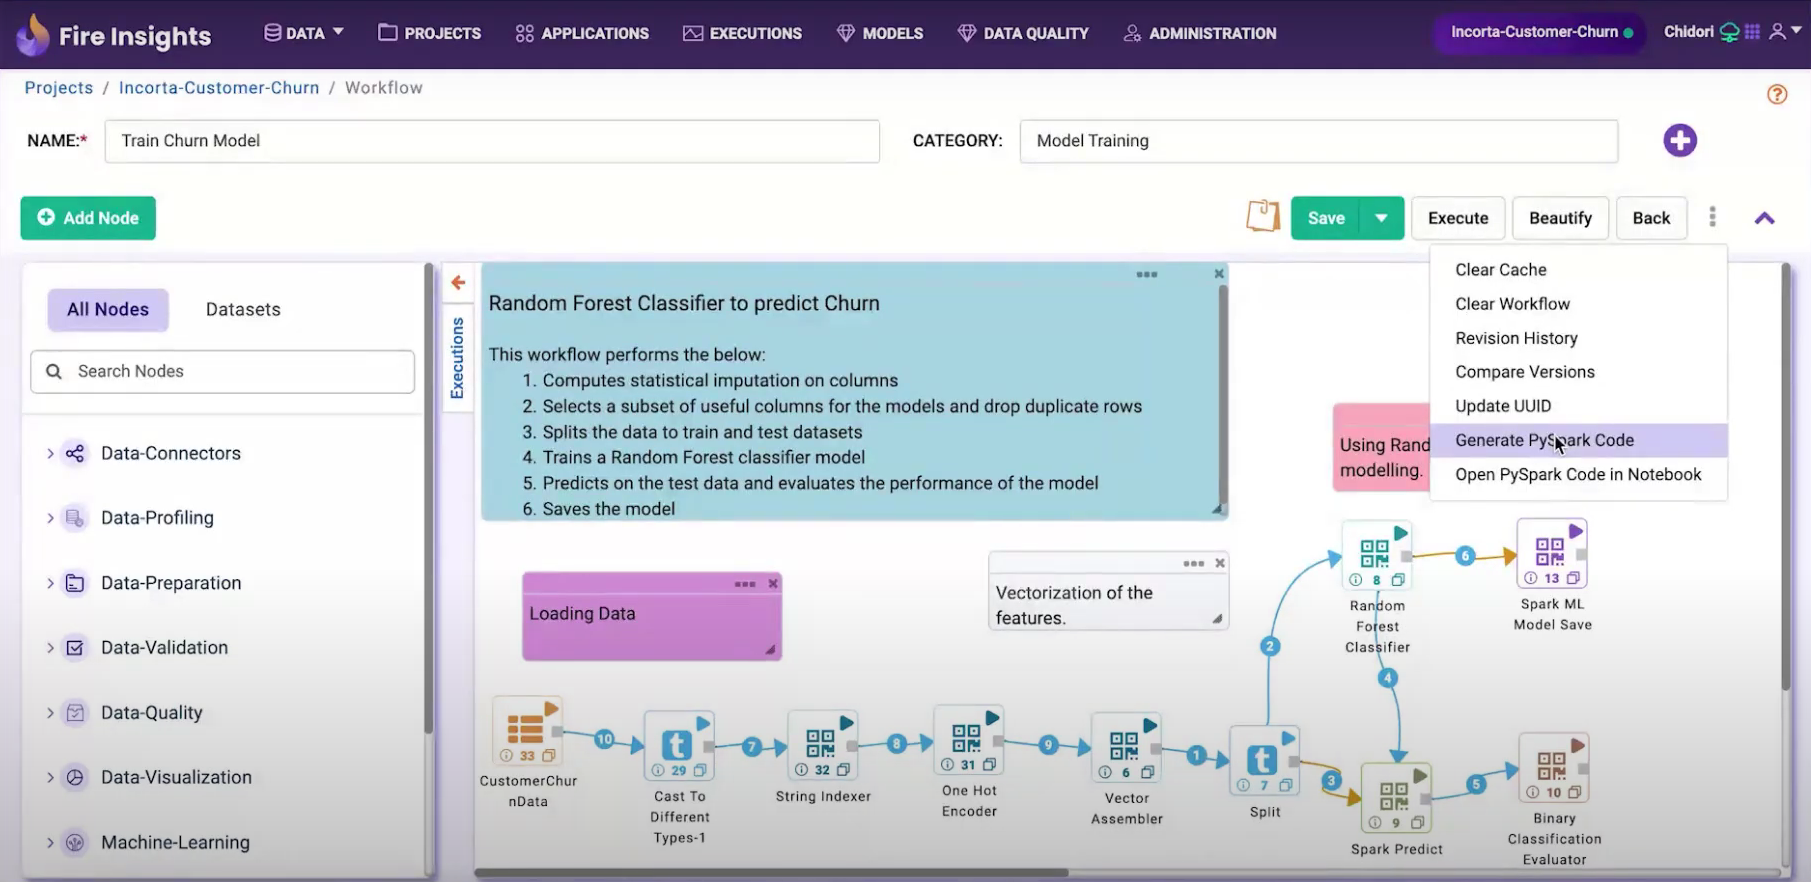 Fire Insights
DATA
PROJECTS
APPLICATIONS
EXECUTIONS
MODELS
DATA QUALITY
ADMINISTRATION
Incorta-Customer-Churn
Chidori
Projects / Incorta-Customer-Churn / Workflow
NAME:* Train Churn Model
CATEGORY: Model Training
Add Node
Save
Execute
Beautify
Back
Clear Cache
Clear Workflow
Revision History
Compare Versions
Update UUID
Generate PySpark Code
Open PySpark Code in Notebook
All Nodes
Datasets
Search Nodes
Data-Connectors
Data-Profiling
Data-Preparation
Data-Validation
Data-Quality
Data-Visualization
Machine-Learning
Executions
Random Forest Classifier to predict Churn
This workflow performs the below:
1. Computes statistical imputation on columns
2. Selects a subset of useful columns for the models and drop duplicate rows
3. Splits the data to train and test datasets
4. Trains a Random Forest classifier model
5. Predicts on the test data and evaluates the performance of the model
6. Saves the model
Using Rand
modelling.
Loading Data
Vectorization of the
features.
8
Random
Forest
Classifier
6
13
Spark ML
Model Save
2
4
33
CustomerChur
nData
10
29
Cast To
Different
Types-1
7
32
String Indexer
8
31
One Hot
Encoder
9
6
Vector
Assembler
1
7
Split
3
9
Spark Predict
5
10
Binary
Classification
Evaluator